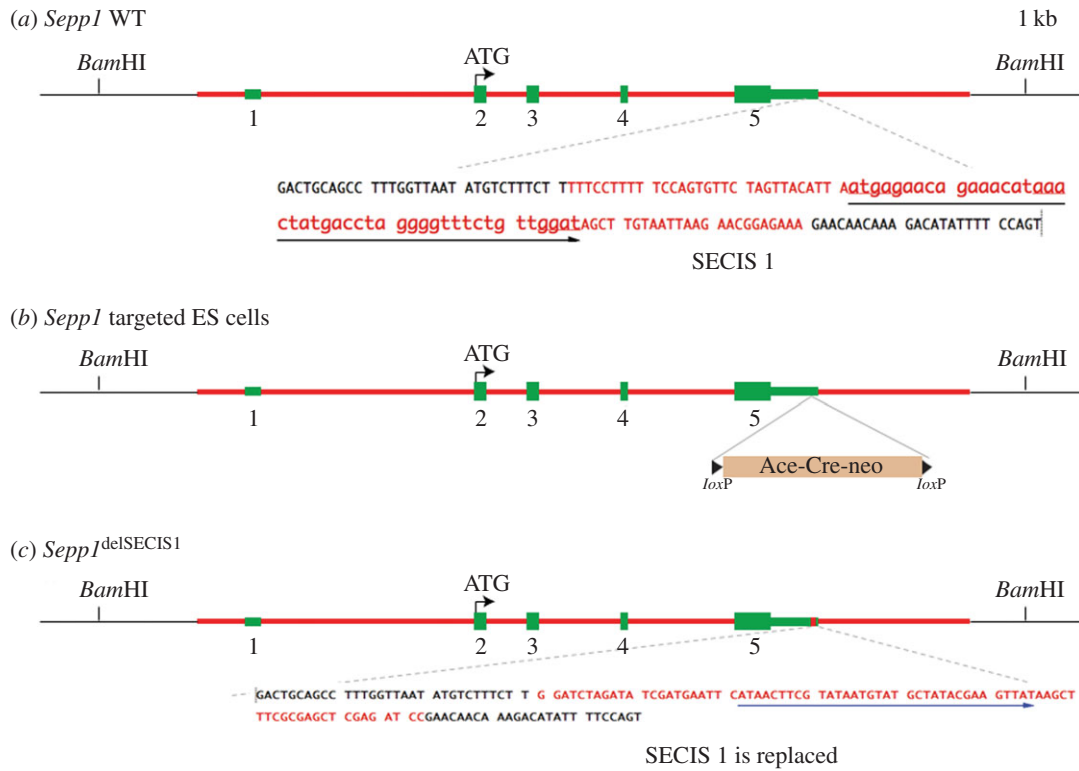 (a) Sepp1 WT
1 kb
BamHI
ATG
BamHI
1 2 3 4 5
GACTGCAGCC TTTGGTTAAT ATGTCTTTCT TTTTCCTTTTT TCCAGTGTTC TAGTTACATT Aatgagaaca gaaacataaa
ctatgaccta ggggtttctg ttggatAGCT TGTAATTAAG AACGGAGAAA GAACAACAAA GACATATTTT CCAGT
SECIS 1
(b) Sepp1 targeted ES cells
BamHI
ATG
BamHI
1 2 3 4 5
Ace-Cre-neo
loxP
loxP
(c) Sepp1delSECIS1
BamHI
ATG
BamHI
1 2 3 4 5
GACTGCAGCC TTTGGTTAAT ATGTCTTTCT T G GATCTAGATA TCGATGAATT CATAACTTCG TATAATGTAT GCTATACGAA GTTATAAGCT
TTCGCGAGCT CGAG AT CCGAACAACA AAGACATATT TTCCAGT
SECIS 1 is replaced